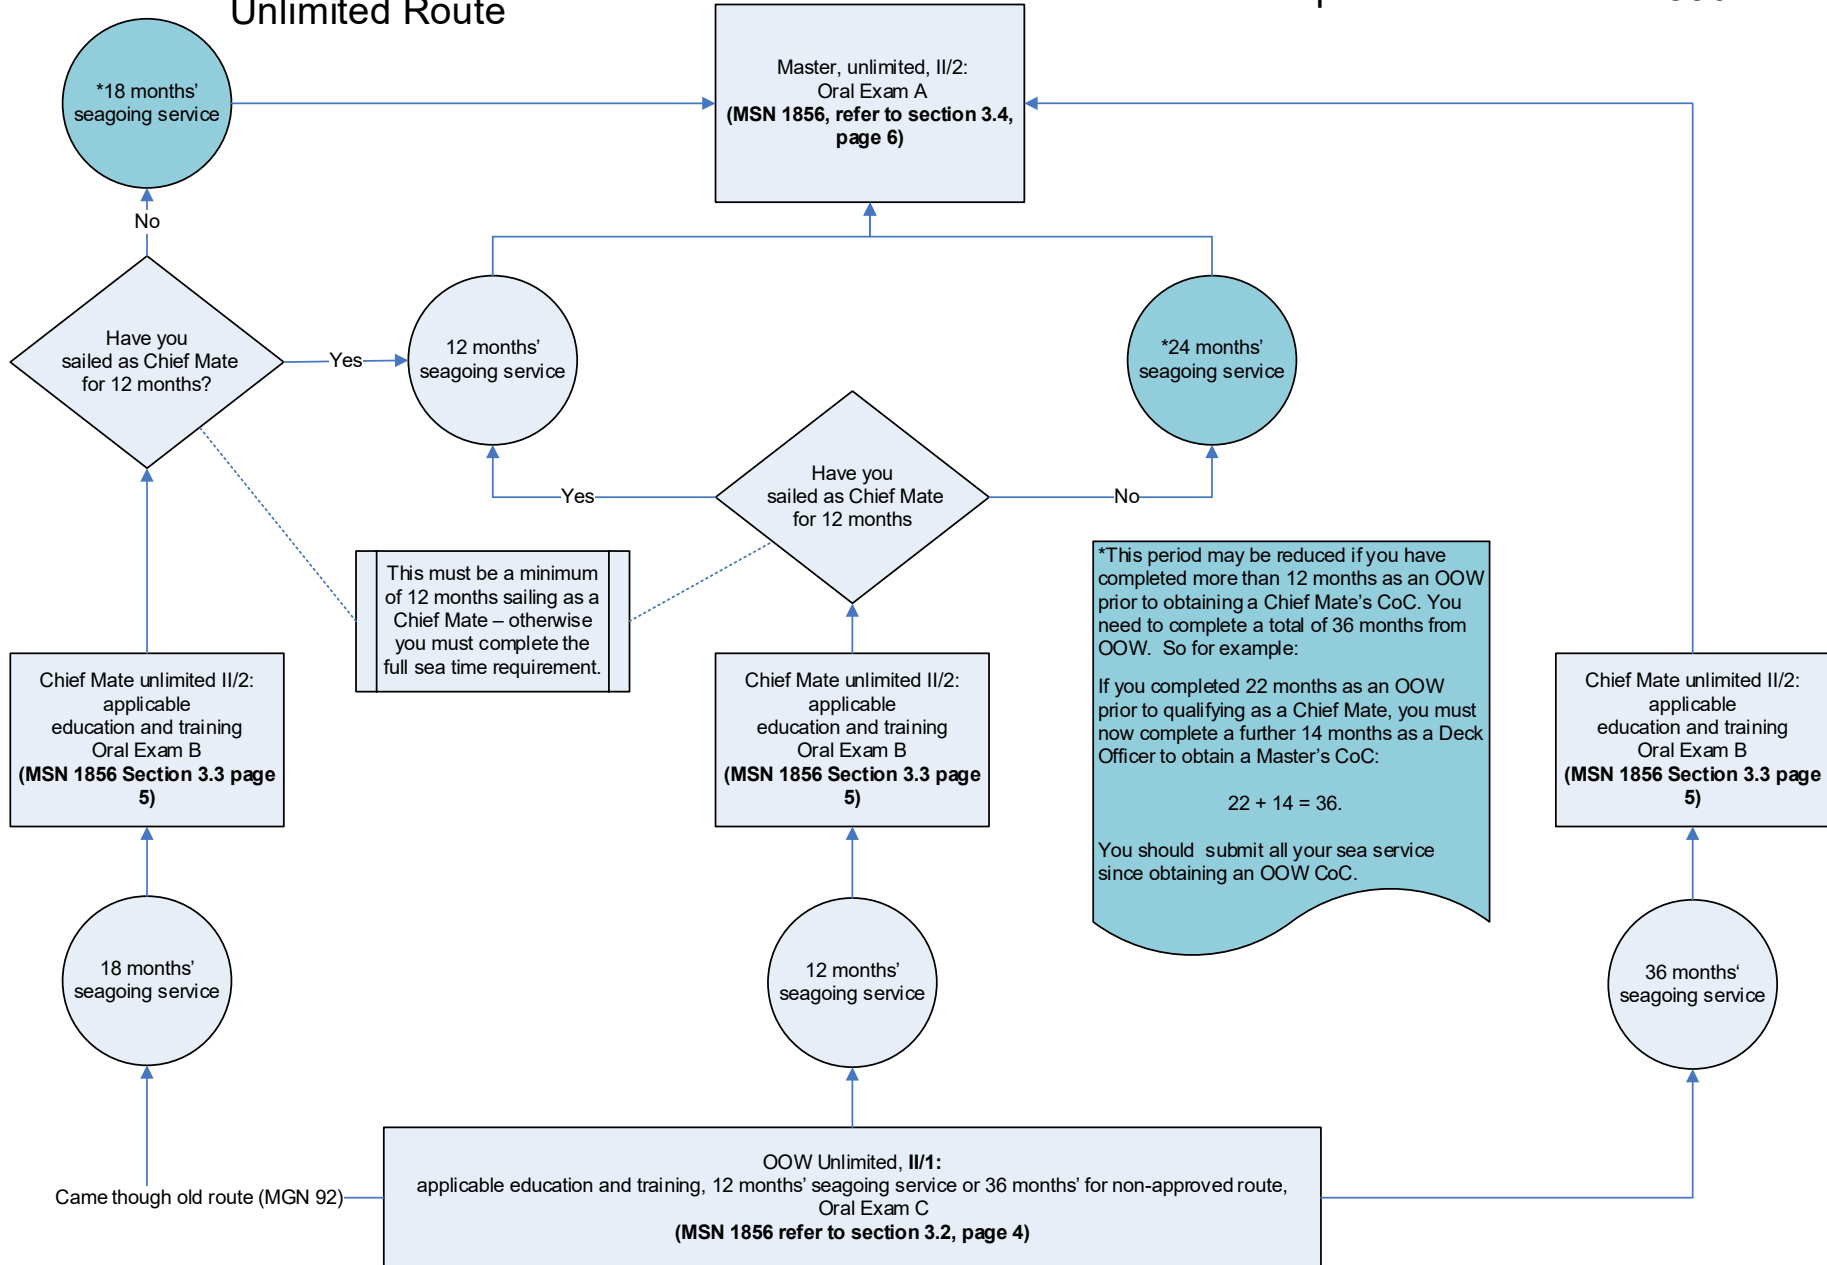 Unlimited Route
*18 months’
seagoing service
Master, unlimited, II/2:
Oral Exam A
(MSN 1856, refer to section 3.4,
page 6)
No
Have you
sailed as Chief Mate
for 12 months?
Yes
12 months’
seagoing service
*24 months’
seagoing service
Have you
sailed as Chief Mate
for 12 months
Yes
No
This must be a minimum
of 12 months sailing as a
Chief Mate – otherwise
you must complete the
full sea time requirement.
*This period may be reduced if you have
completed more than 12 months as an OOW
prior to obtaining a Chief Mate’s CoC. You
need to complete a total of 36 months from
OOW. So for example:
If you completed 22 months as an OOW
prior to qualifying as a Chief Mate, you must
now complete a further 14 months as a Deck
Officer to obtain a Master’s CoC:
22 + 14 = 36.
You should submit all your sea service
since obtaining an OOW CoC.
Chief Mate unlimited II/2:
applicable
education and training
Oral Exam B
(MSN 1856 Section 3.3 page
5)
Chief Mate unlimited II/2:
applicable
education and training
Oral Exam B
(MSN 1856 Section 3.3 page
5)
Chief Mate unlimited II/2:
applicable
education and training
Oral Exam B
(MSN 1856 Section 3.3 page
5)
18 months’
seagoing service
12 months’
seagoing service
36 months‘
seagoing service
Came though old route (MGN 92)
OOW Unlimited, II/1:
applicable education and training, 12 months’ seagoing service or 36 months’ for non-approved route,
Oral Exam C
(MSN 1856 refer to section 3.2, page 4)